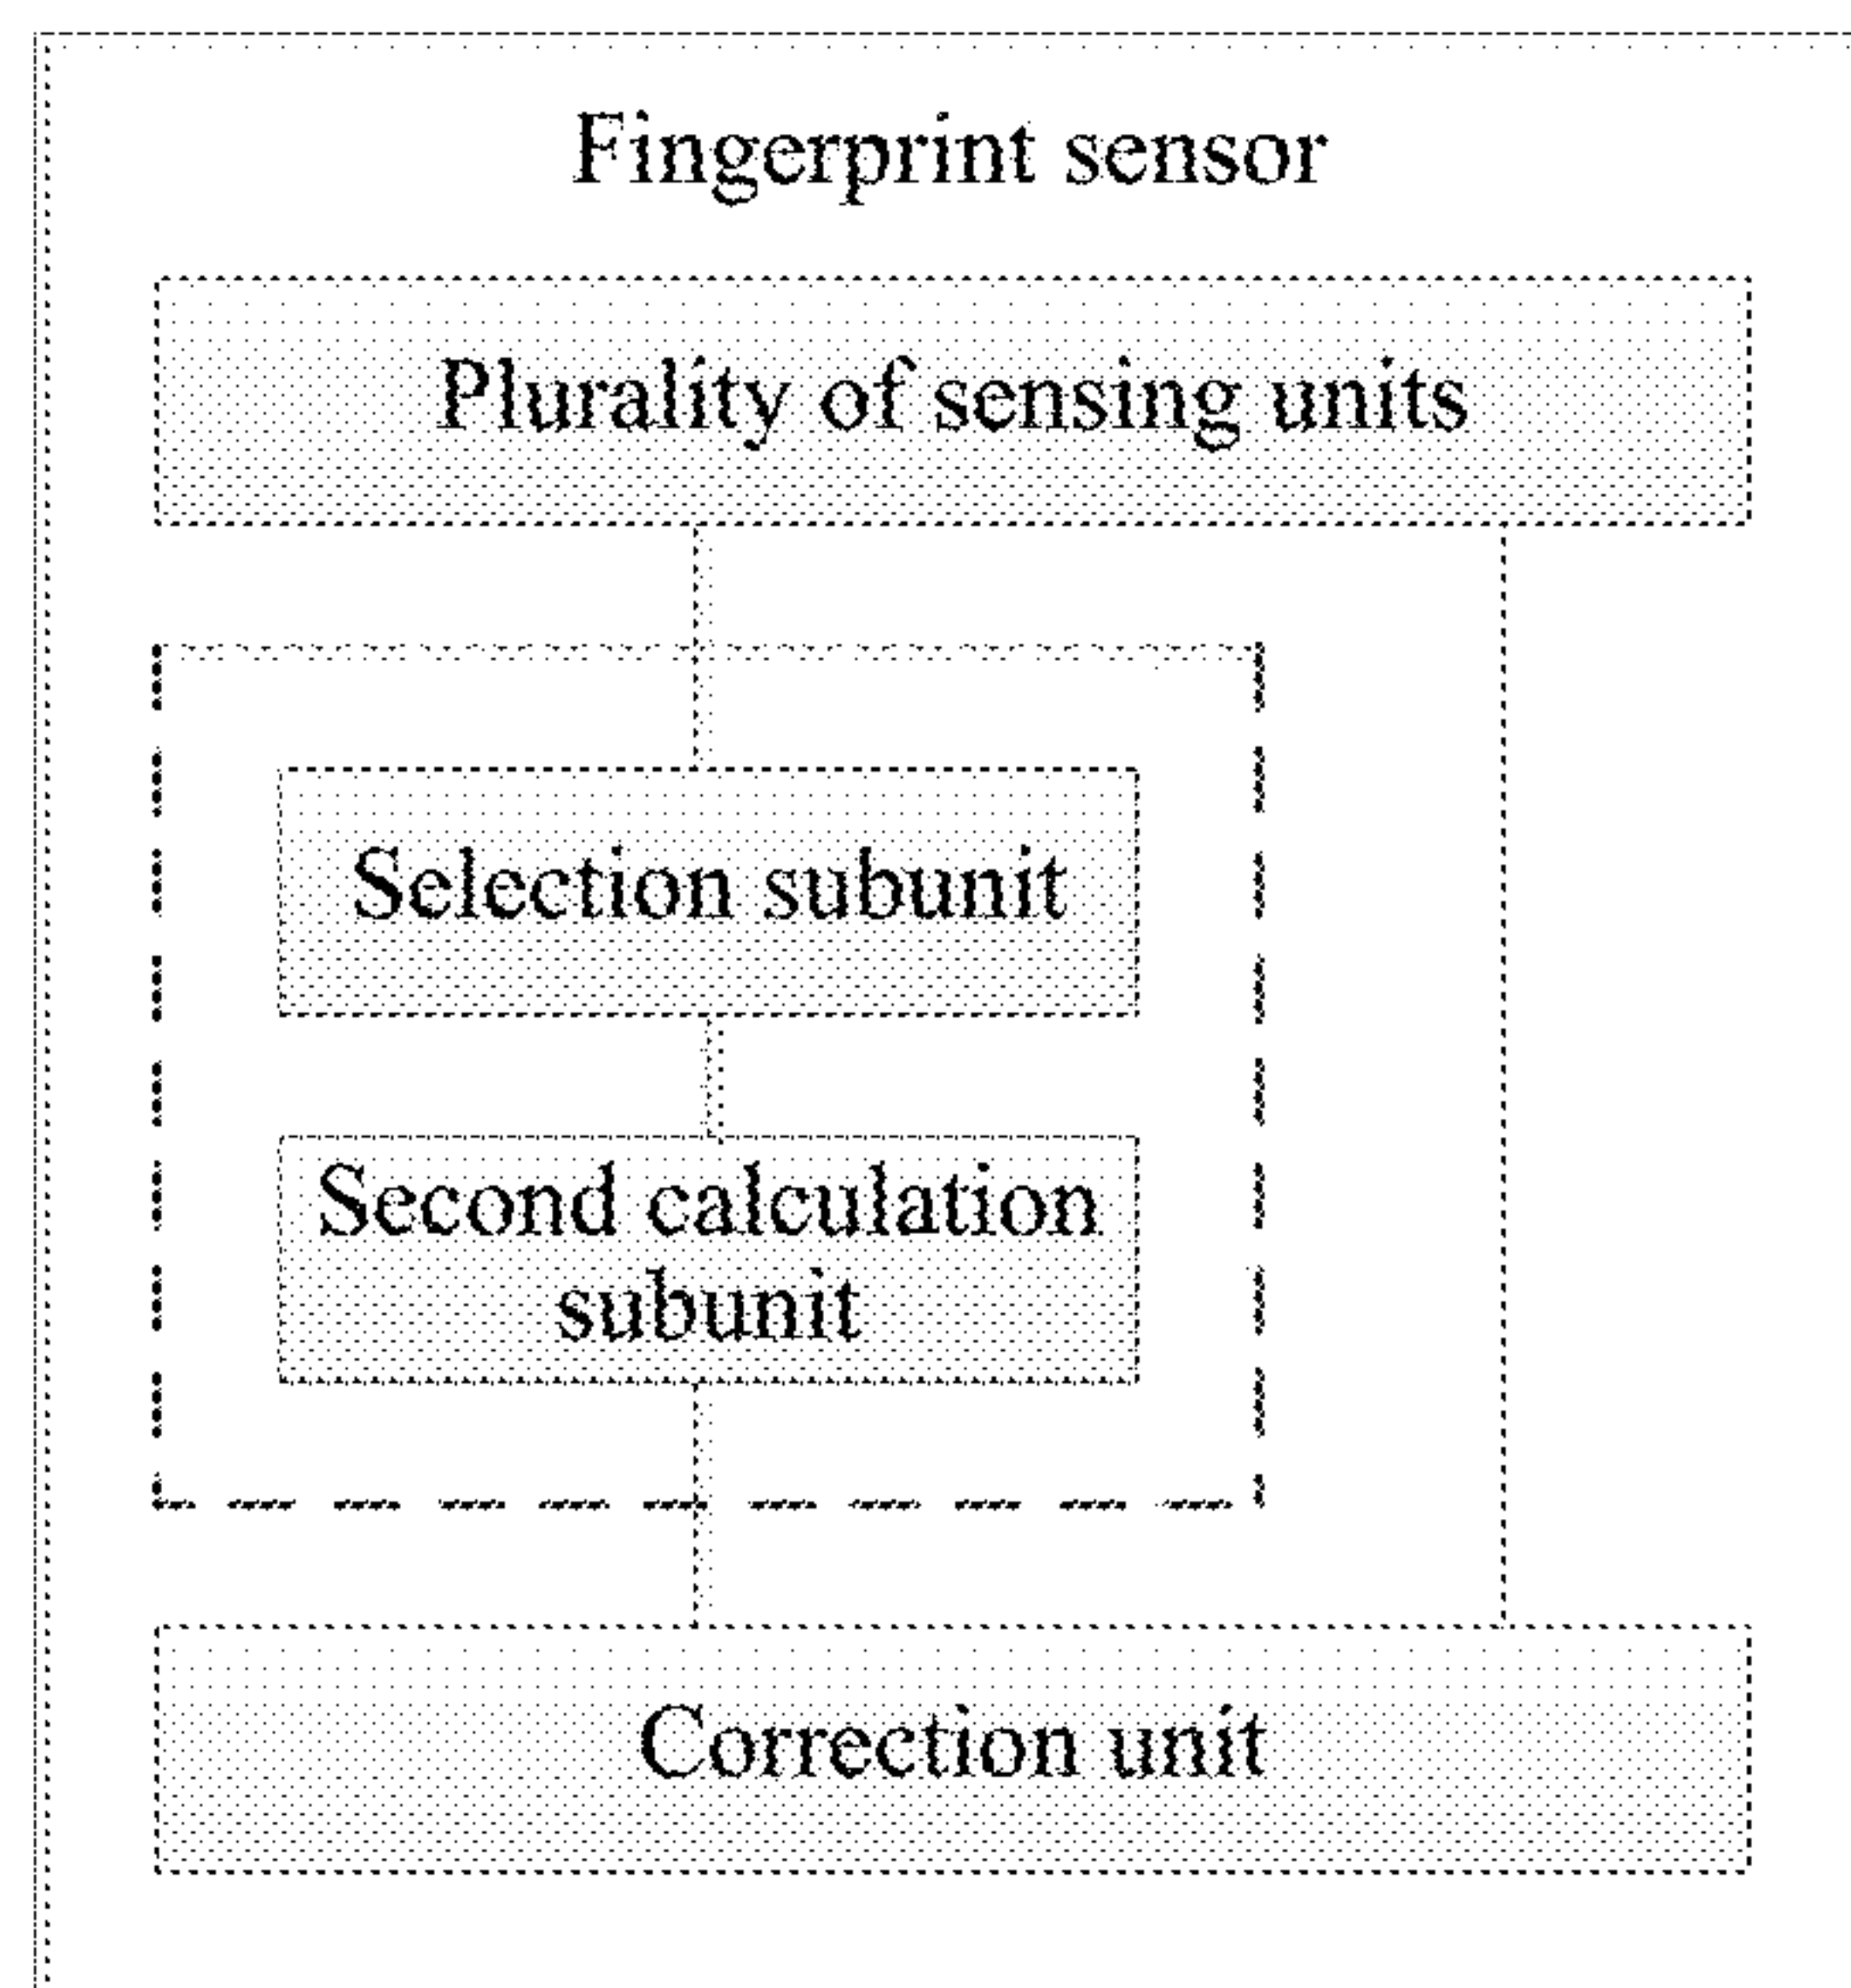 Fingerprint sensor
Plurality of sensing units
Selection subunit
Second calculation
subunit
Correction unit